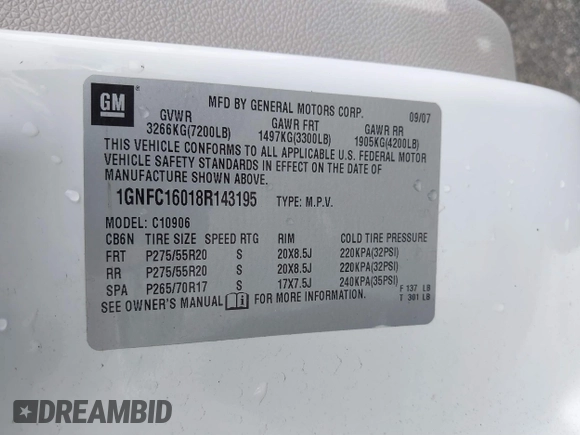 GM
MFD BY GENERAL MOTORS CORP. 09/07
GVWR GAWR FRT GAWR RR
3266KG(7200LB) 1497KG(3300LB) 1905KG(4200LB)
THIS VEHICLE CONFORMS TO ALL APPLICABLE U.S. FEDERAL MOTOR
VEHICLE SAFETY STANDARDS IN EFFECT ON THE DATE OF
MANUFACTURE SHOWN ABOVE.
1GNFC16018R143195 TYPE: M.P.V.
MODEL: C10906
CB6N TIRE SIZE SPEED RTG RIM COLD TIRE PRESSURE
FRT P275/55R20 S 20X8.5J 220KPA(32PSI)
RR P275/55R20 S 20X8.5J 220KPA(32PSI)
SPA P265/70R17 S 17X7.5J 240KPA(35PSI)
F 137 LB
T 301 LB
SEE OWNER'S MANUAL i FOR MORE INFORMATION.
DREAMBID